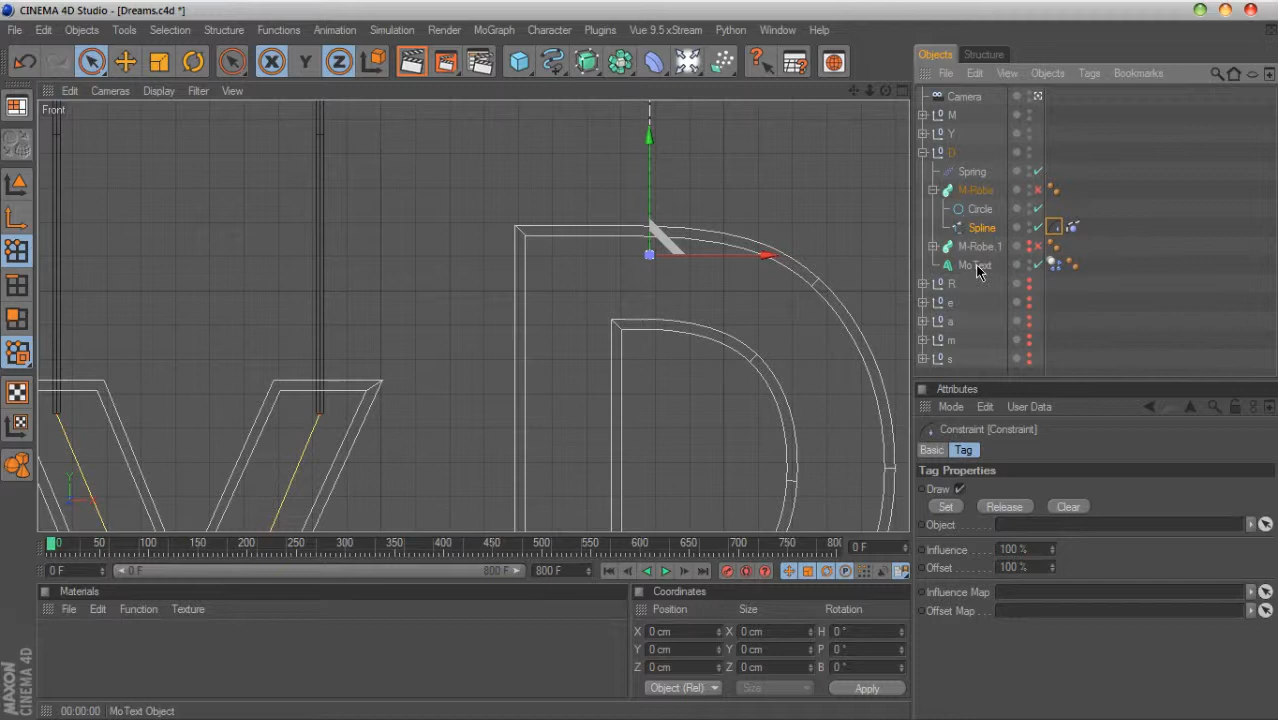 CINEMA 4D Studio - [Dreams.c4d *]
File Edit Objects Tools Selection Structure Functions Animation Simulation Render MoGraph Character Plugins Vue 9.5 xStream Python Window Help
Objects Structure
File Edit View Objects Tags Bookmarks
Edit Cameras Display Filter View
Front
Camera
M
Y
D
Spring
M-Robe
Circle
Spline
M-Robe.1
MoText
R
e
a
m
s
Attributes
Mode Edit User Data
Constraint [Constraint]
Basic Tag
Tag Properties
Draw
Set Release Clear
Object
Influence 100 %
Offset 100 %
Influence Map
Offset Map
Y
0 50 100 150 200 250 300 350 400 450 500 550 600 650 700 750 800 0 F
0 F 0 F 800 F 800 F
Materials
File Edit Function Texture
Coordinates
Position Size Rotation
X 0 cm X 0 cm H 0 °
Y 0 cm Y 0 cm P 0 °
Z 0 cm Z 0 cm B 0 °
Object (Rel) Size Apply
MAXON CINEMA 4D
00:00:00 MoText Object